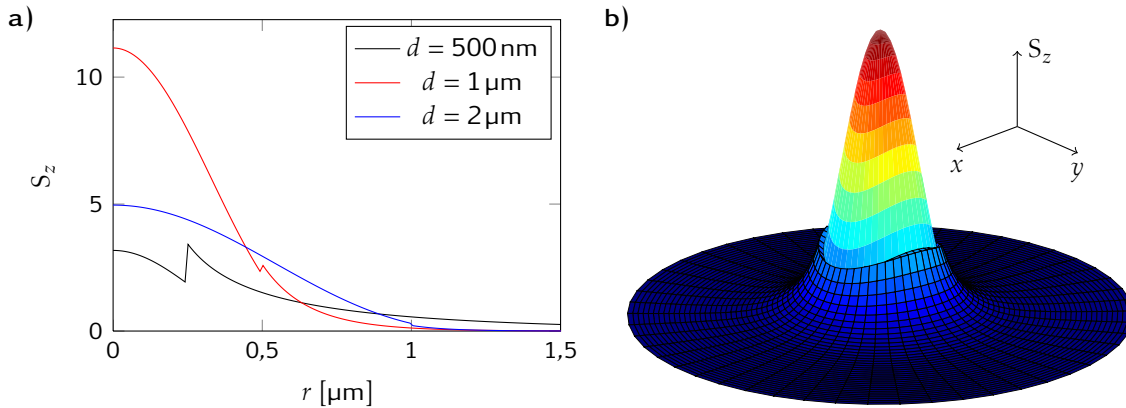 a)
10
5
0
S_z
0
0,5
1
1,5
r [µm]
d = 500 nm
d = 1 µm
d = 2 µm
b)
S_z
x
y